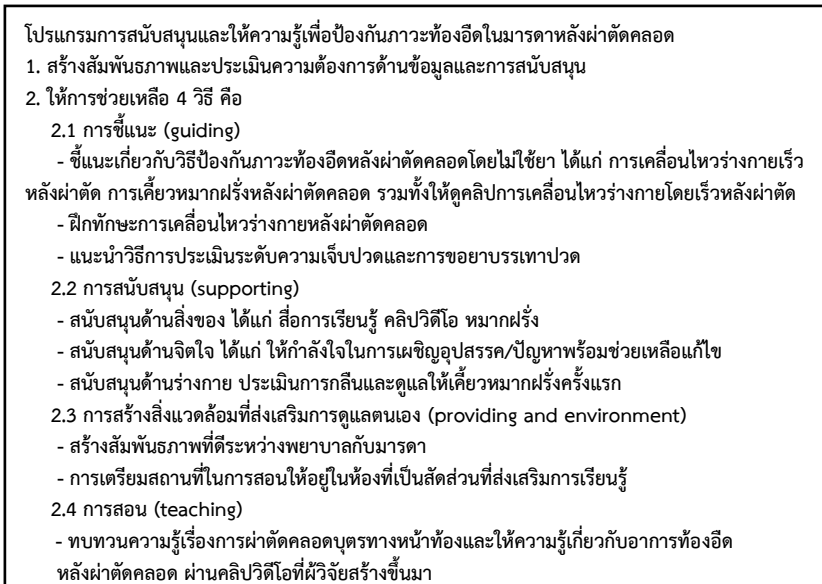 โปรแกรมการสนับสนุนและให้ความรู้เพื่อป้องกันภาวะท้องอืดในมารดาหลังผ่าตัดคลอด
1. สร้างสัมพันธภาพและประเมินความต้องการด้านข้อมูลและการสนับสนุน
2. ให้การช่วยเหลือ 4 วิธี คือ
2.1 การชี้แนะ (guiding)
- ชี้แนะเกี่ยวกับวิธีป้องกันภาวะท้องอืดหลังผ่าตัดคลอดโดยไม่ใช้ยา ได้แก่ การเคลื่อนไหวร่างกายเร็ว
หลังผ่าตัด การเคี้ยวหมากฝรั่งหลังผ่าตัดคลอด รวมทั้งให้ดูคลิปการเคลื่อนไหวร่างกายโดยเร็วหลังผ่าตัด
- ฝึกทักษะการเคลื่อนไหวร่างกายหลังผ่าตัดคลอด
- แนะนำวิธีการประเมินระดับความเจ็บปวดและการขอยาบรรเทาปวด
2.2 การสนับสนุน (supporting)
- สนับสนุนด้านสิ่งของ ได้แก่ สื่อการเรียนรู้ คลิปวิดีโอ หมากฝรั่ง
- สนับสนุนด้านจิตใจ ได้แก่ ให้กำลังใจในการเผชิญอุปสรรค/ปัญหาพร้อมช่วยเหลือแก้ไข
- สนับสนุนด้านร่างกาย ประเมินการกลืนและดูแลให้เคี้ยวหมากฝรั่งครั้งแรก
2.3 การสร้างสิ่งแวดล้อมที่ส่งเสริมการดูแลตนเอง (providing and environment)
- สร้างสัมพันธภาพที่ดีระหว่างพยาบาลกับมารดา
- การเตรียมสถานที่ในการสอนให้อยู่ในห้องที่เป็นสัดส่วนที่ส่งเสริมการเรียนรู้
2.4 การสอน (teaching)
- ทบทวนความรู้เรื่องการผ่าตัดคลอดบุตรทางหน้าท้องและให้ความรู้เกี่ยวกับอาการท้องอืด
หลังผ่าตัดคลอด ผ่านคลิปวิดีโอที่ผู้วิจัยสร้างขึ้นมา